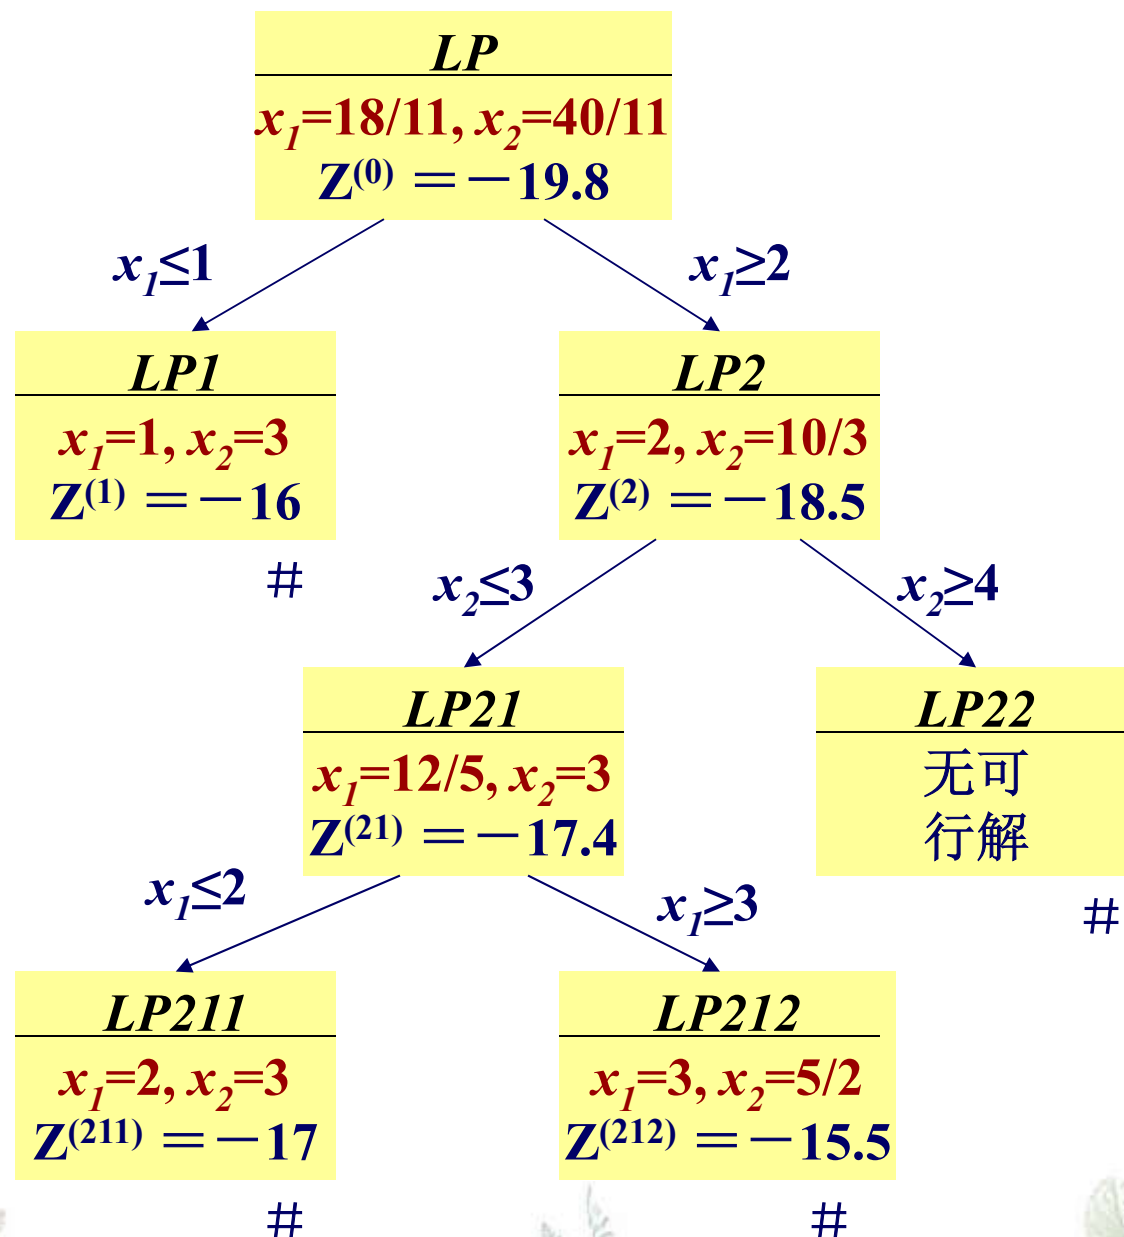 LP
x₁=18/11, x₂=40/11
Z⁽⁰⁾ ＝－19.8
x₁≤1
x₁≥2
LP1
x₁=1, x₂=3
Z⁽¹⁾ ＝－16
#
LP2
x₁=2, x₂=10/3
Z⁽²⁾ ＝－18.5
x₂≤3
x₂≥4
LP21
x₁=12/5, x₂=3
Z⁽²¹⁾ ＝－17.4
LP22
无可
行解
#
x₁≤2
x₁≥3
LP211
x₁=2, x₂=3
Z⁽²¹¹⁾ ＝－17
#
LP212
x₁=3, x₂=5/2
Z⁽²¹²⁾ ＝－15.5
#